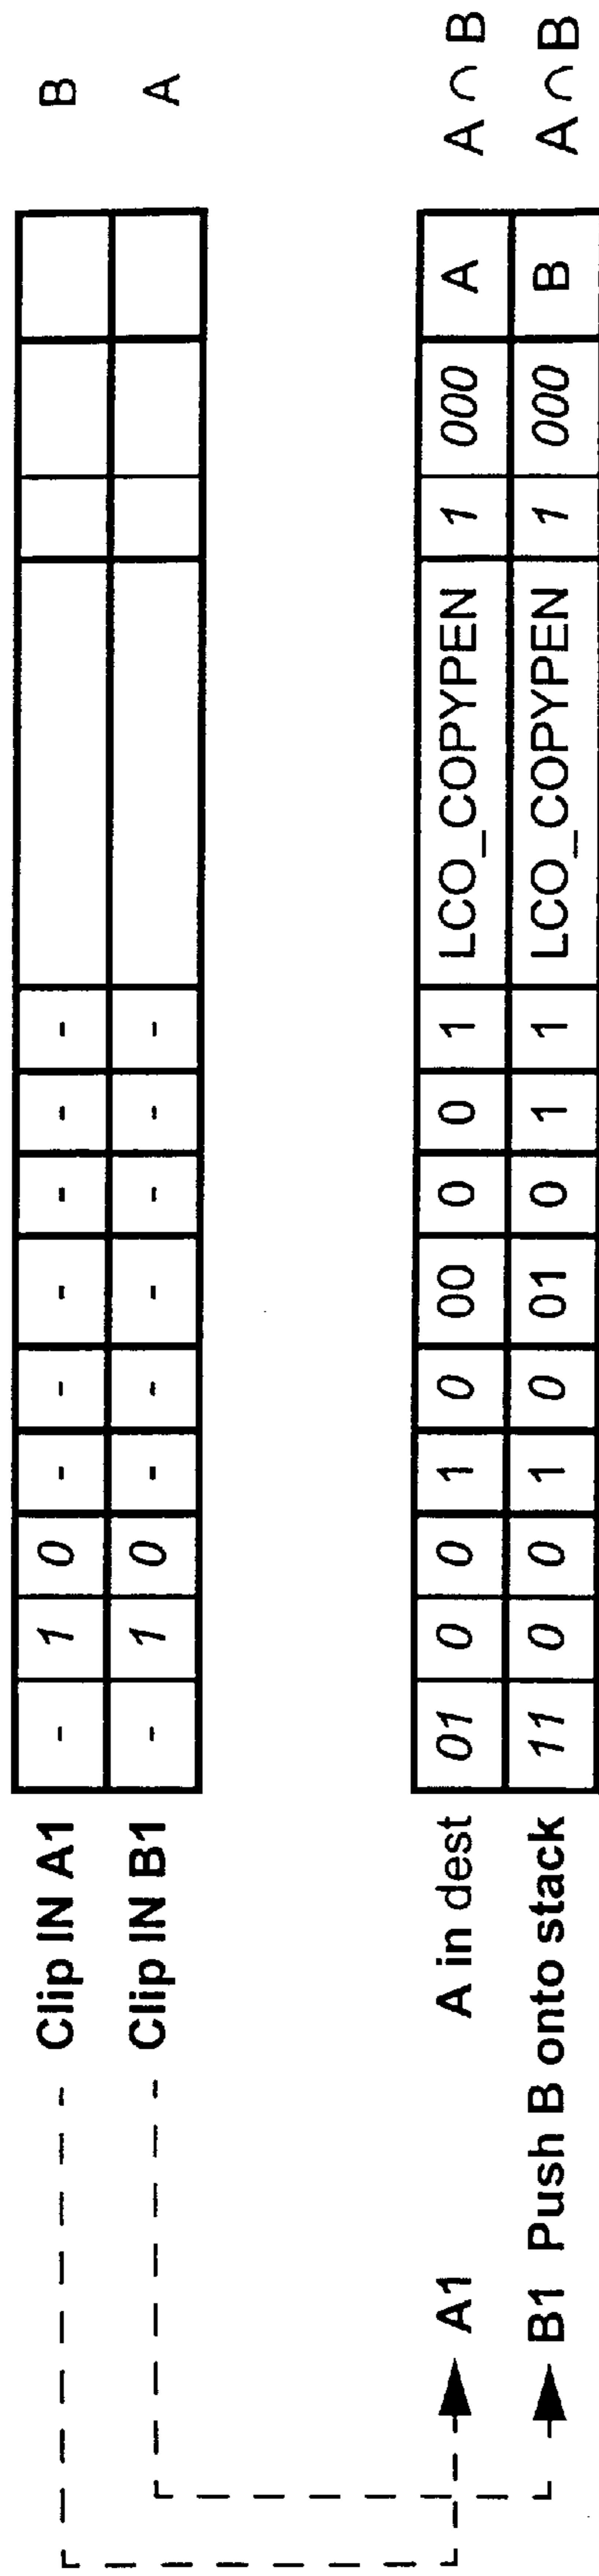 Clip IN A1 - 1 0 - - - - - - B
Clip IN B1 - 1 0 - - - - - - A
A1 A in dest 01 0 0 1 0 00 0 0 1 LCO_COPYPEN 1 000 A A ∩ B
B1 Push B onto stack 11 0 0 1 0 01 0 1 1 LCO_COPYPEN 1 000 B A ∩ B